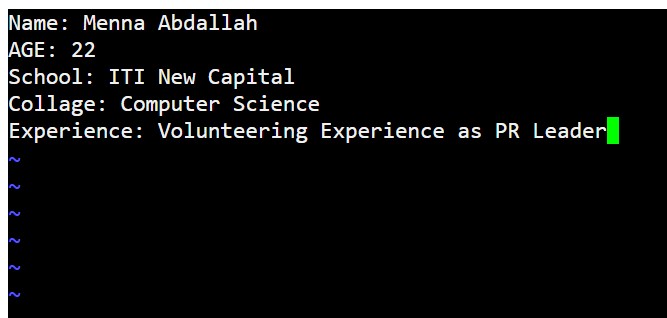 Name: Menna Abdallah
AGE: 22
School: ITI New Capital
Collage: Computer Science
Experience: Volunteering Experience as PR Leader
~
~
~
~
~
~